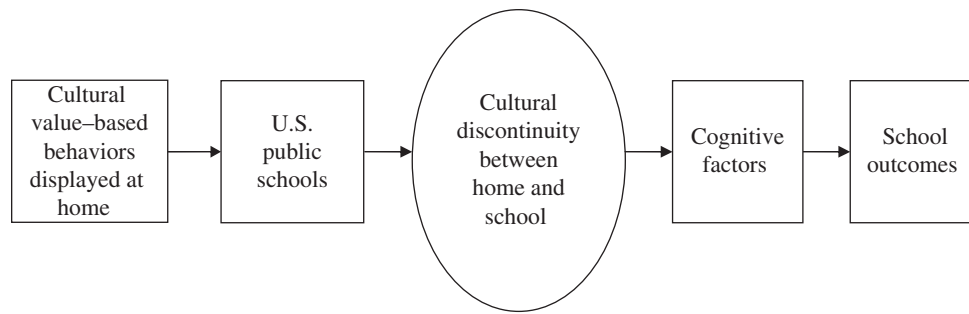 Cultural
value–based
behaviors
displayed at
home
U.S.
public
schools
Cultural
discontinuity
between
home and
school
Cognitive
factors
School
outcomes